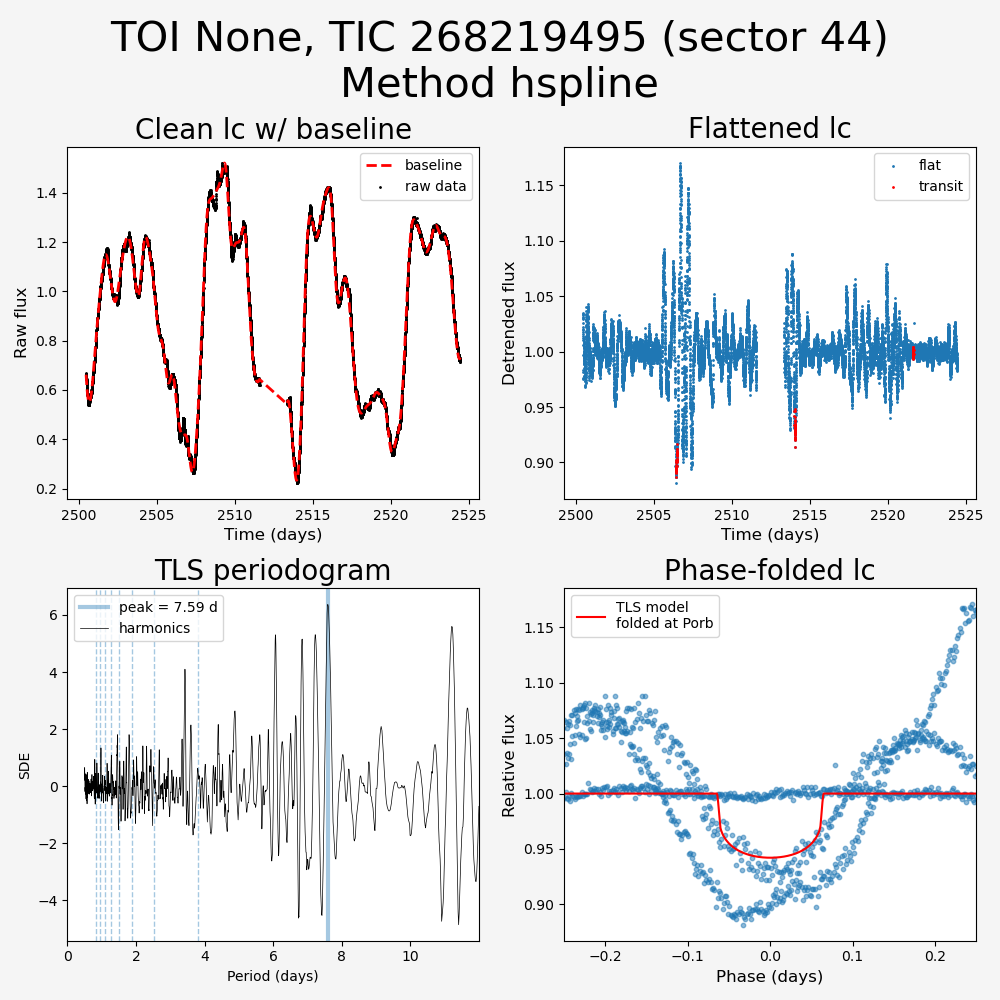 TOI None, TIC 268219495 (sector 44)
Method hspline
Clean lc w/ baseline
baseline
raw data
1.4
1.2
1.0
0.8
0.6
0.4
0.2
Raw flux
2500
2505
2510
2515
2520
2525
Time (days)
Flattened lc
flat
transit
1.15
1.10
1.05
1.00
0.95
0.90
Detrended flux
2500
2505
2510
2515
2520
2525
Time (days)
TLS periodogram
peak = 7.59 d
harmonics
6
4
2
0
−2
−4
SDE
0
2
4
6
8
10
Period (days)
Phase-folded lc
TLS model
folded at Porb
1.15
1.10
1.05
1.00
0.95
0.90
Relative flux
−0.2
−0.1
0.0
0.1
0.2
Phase (days)